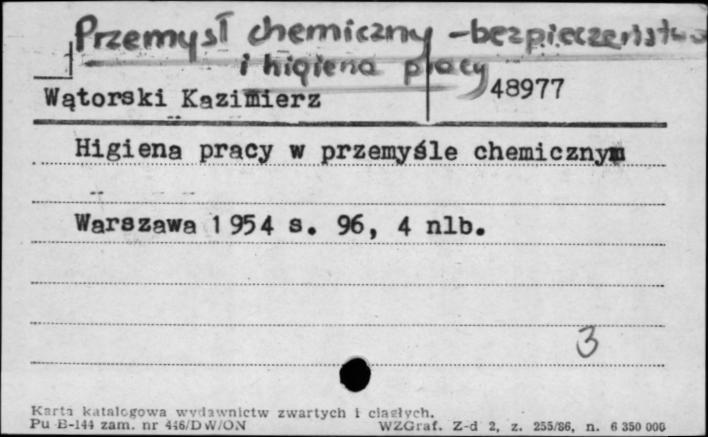 Przemysł chemiczny - bezpieczeństwo
i higiena pracy
Wątorski Kazimierz
48977
Higiena pracy w przemyśle chemicznym
Warszawa 1954 s. 96, 4 nlb.
3
Karta katalogowa wydawnictw zwartych i ciągłych.
Pu B-144 zam. nr 446/DW/ON
WZGraf. Z-d 2, z. 255/86, n. 6 350 000